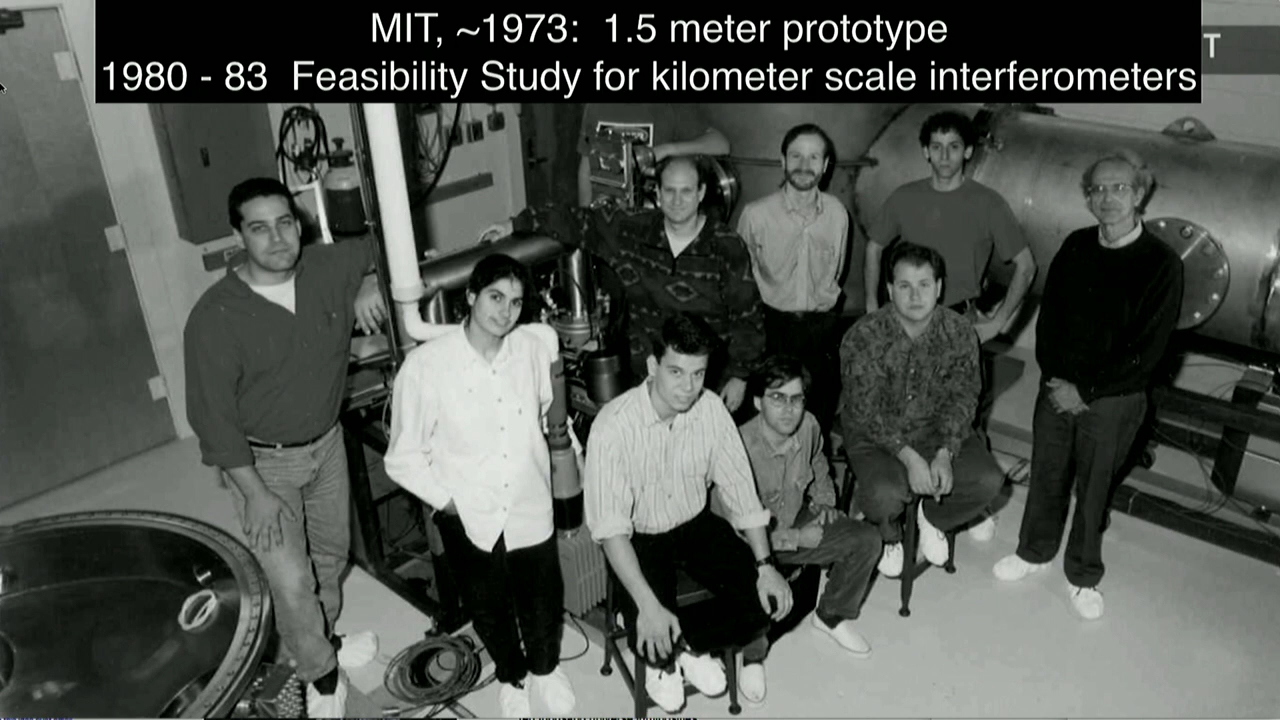 MIT, ~1973: 1.5 meter prototype
1980 - 83 Feasibility Study for kilometer scale interferometers
T